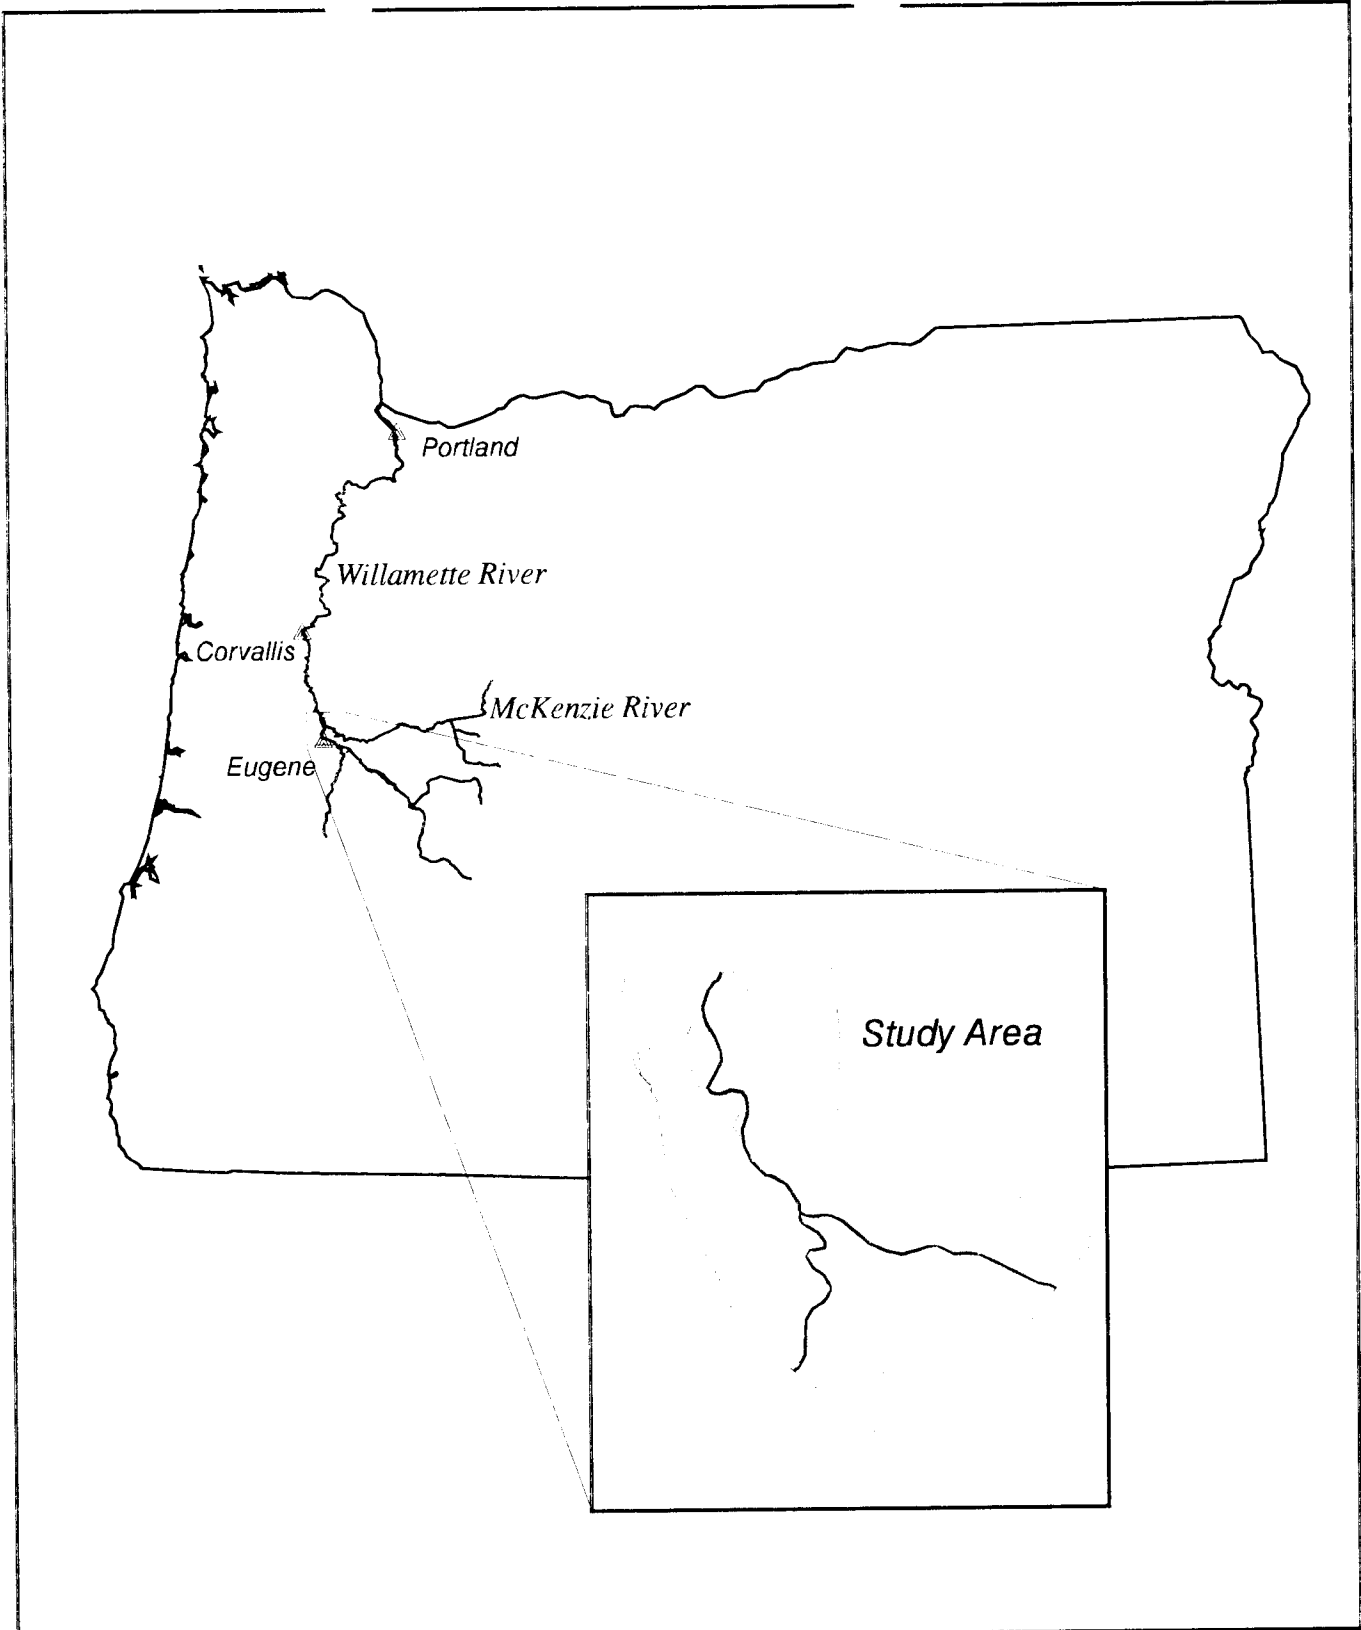 Portland
Willamette River
Corvallis
McKenzie River
Eugene
Study Area